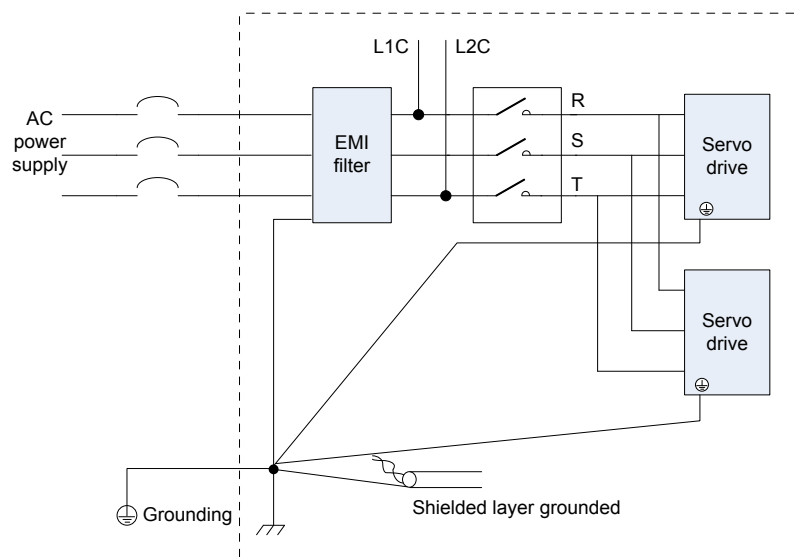 L1C
L2C
AC
power
supply
EMI
filter
R
S
T
Servo
drive
Servo
drive
Grounding
Shielded layer grounded